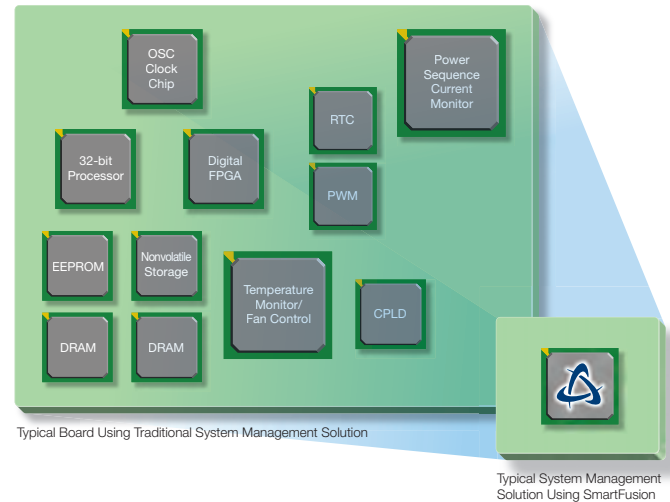 OSC
Clock
Chip
Power
Sequence
Current
Monitor
RTC
32-bit
Processor
Digital
FPGA
PWM
EEPROM
Nonvolatile
Storage
Temperature
Monitor/
Fan Control
CPLD
DRAM
DRAM
Typical Board Using Traditional System Management Solution
Typical System Management
Solution Using SmartFusion